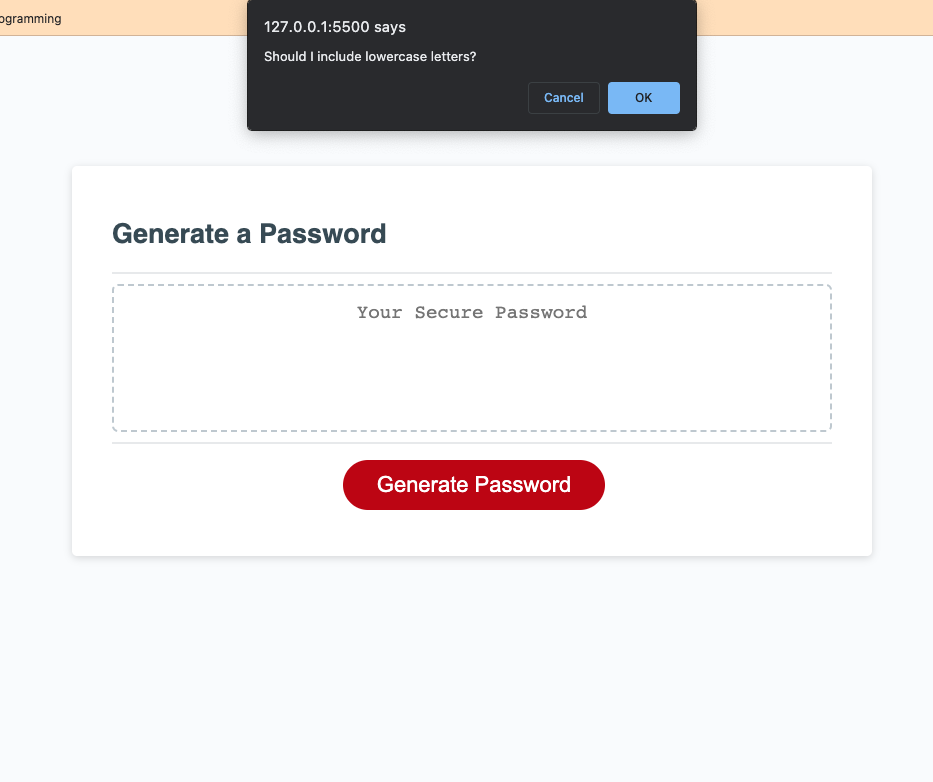 ogramming
127.0.0.1:5500 says
Should I include lowercase letters?
Cancel
OK
Generate a Password
Your Secure Password
Generate Password